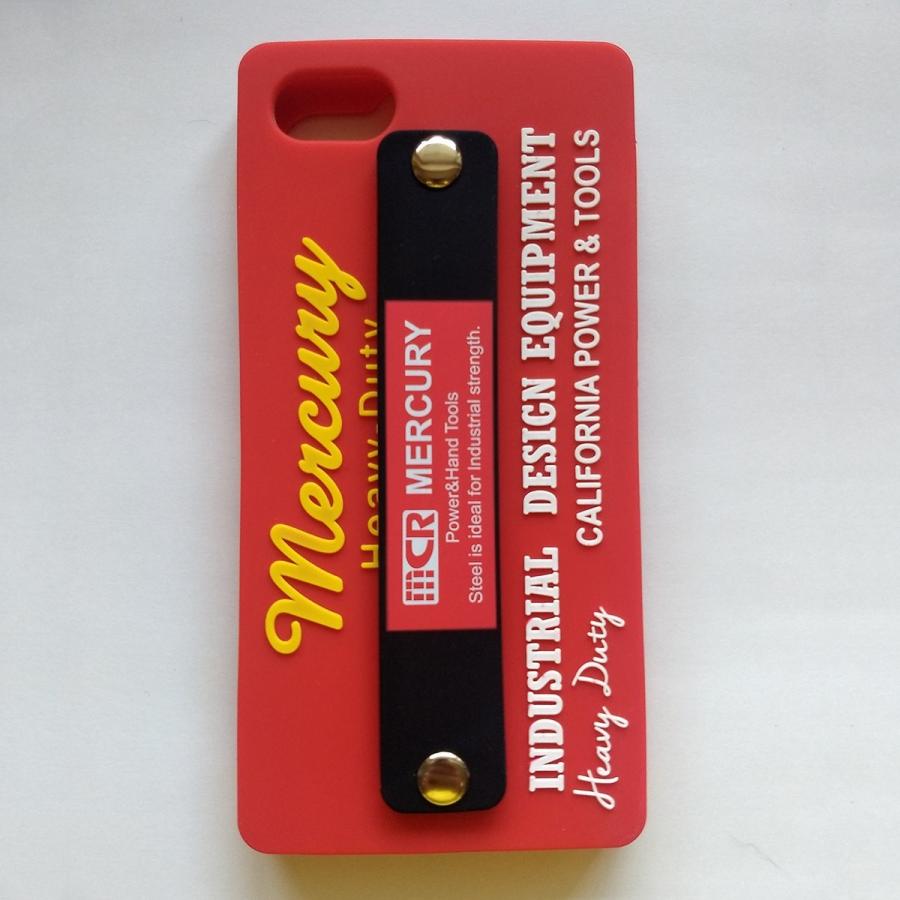 Mercury
Heavy-Duty
MCR MERCURY
Power&Hand Tools
Steel is ideal for Industrial strength.
INDUSTRIAL DESIGN EQUIPMENT
Heavy Duty CALIFORNIA POWER & TOOLS